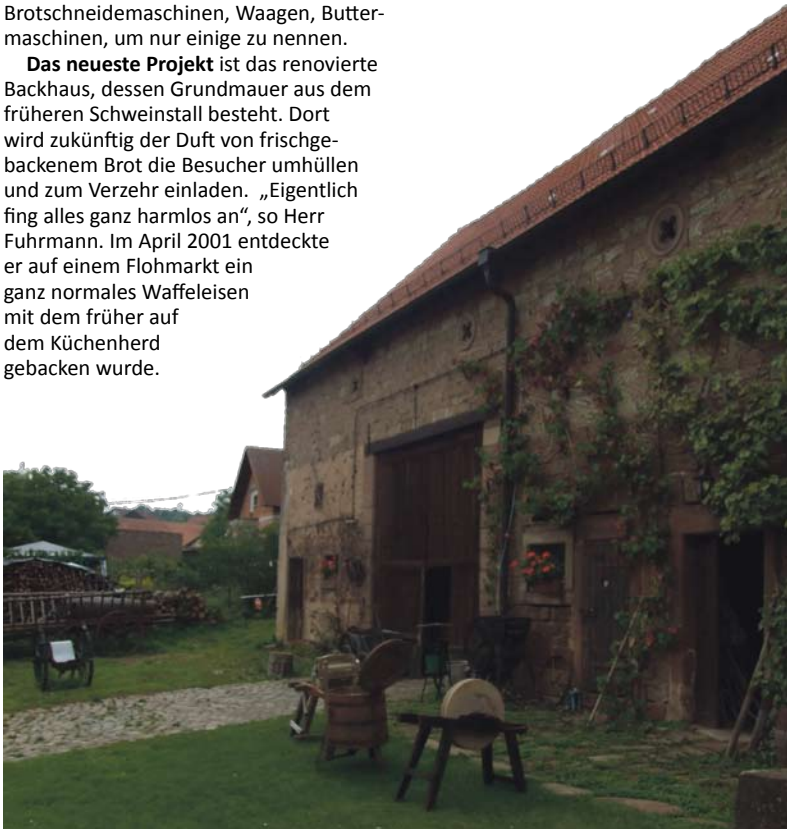 Brotschneidemaschinen, Waagen, Butter-
maschinen, um nur einige zu nennen.
Das neueste Projekt ist das renovierte
Backhaus, dessen Grundmauer aus dem
früheren Schweinstall besteht. Dort
wird zukünftig der Duft von frischge-
backenem Brot die Besucher umhüllen
und zum Verzehr einladen. „Eigentlich
fing alles ganz harmlos an“, so Herr
Fuhrmann. Im April 2001 entdeckte
er auf einem Flohmarkt ein
ganz normales Waffeleisen
mit dem früher auf
dem Küchenherd
gebacken wurde.